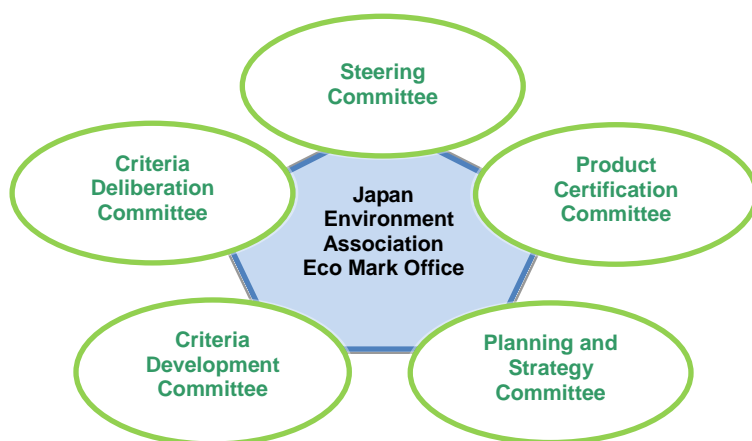 Steering
Committee
Criteria
Deliberation
Committee
Product
Certification
Committee
Japan
Environment
Association
Eco Mark Office
Criteria
Development
Committee
Planning and
Strategy
Committee